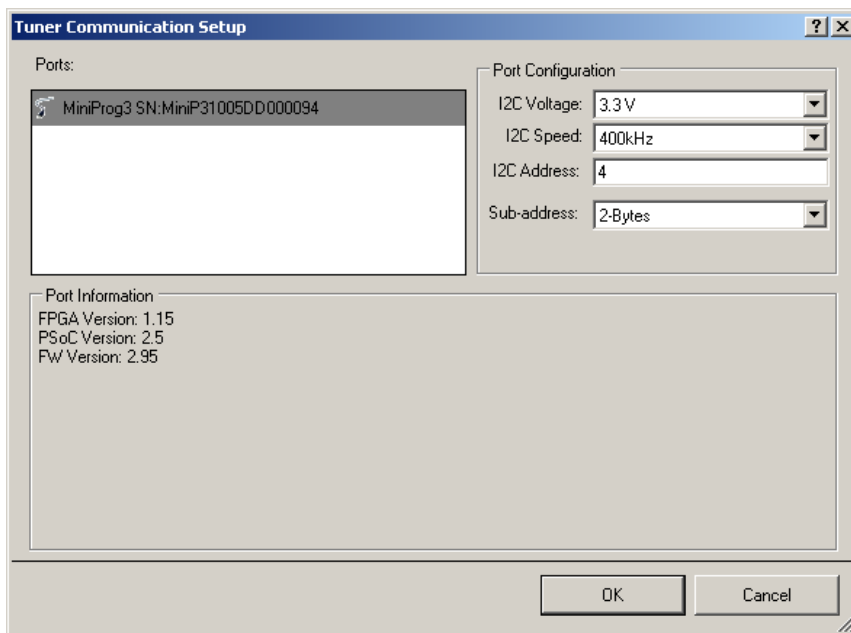 Tuner Communication Setup
Ports:
MiniProg3 SN:MiniP31005DD000094
Port Configuration
I2C Voltage: 3.3 V
I2C Speed: 400kHz
I2C Address: 4
Sub-address: 2-Bytes
Port Information
FPGA Version: 1.15
PSoC Version: 2.5
FW Version: 2.95
OK Cancel